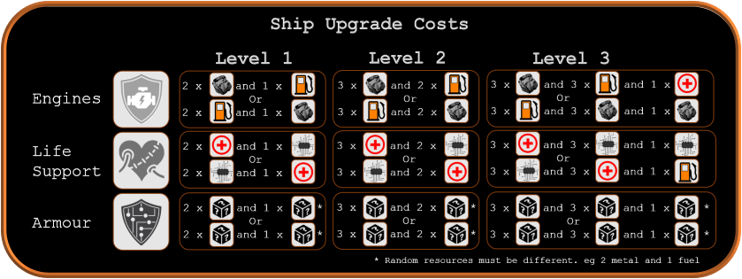 Ship Upgrade Costs
Level 1 Level 2 Level 3
Engines
2 x and 1 x 3 x and 2 x 3 x and 3 x and 1 x
Or Or Or
2 x and 1 x 3 x and 2 x 3 x and 3 x and 1 x
Life
Support
2 x and 1 x 3 x and 2 x 3 x and 3 x and 1 x
Or Or Or
2 x and 1 x 3 x and 2 x 3 x and 3 x and 1 x
Armour
2 x and 1 x * 3 x and 2 x * 3 x and 3 x and 1 x *
Or Or Or
2 x and 1 x * 3 x and 2 x * 3 x and 3 x and 1 x *
* Random resources must be different. eg 2 metal and 1 fuel